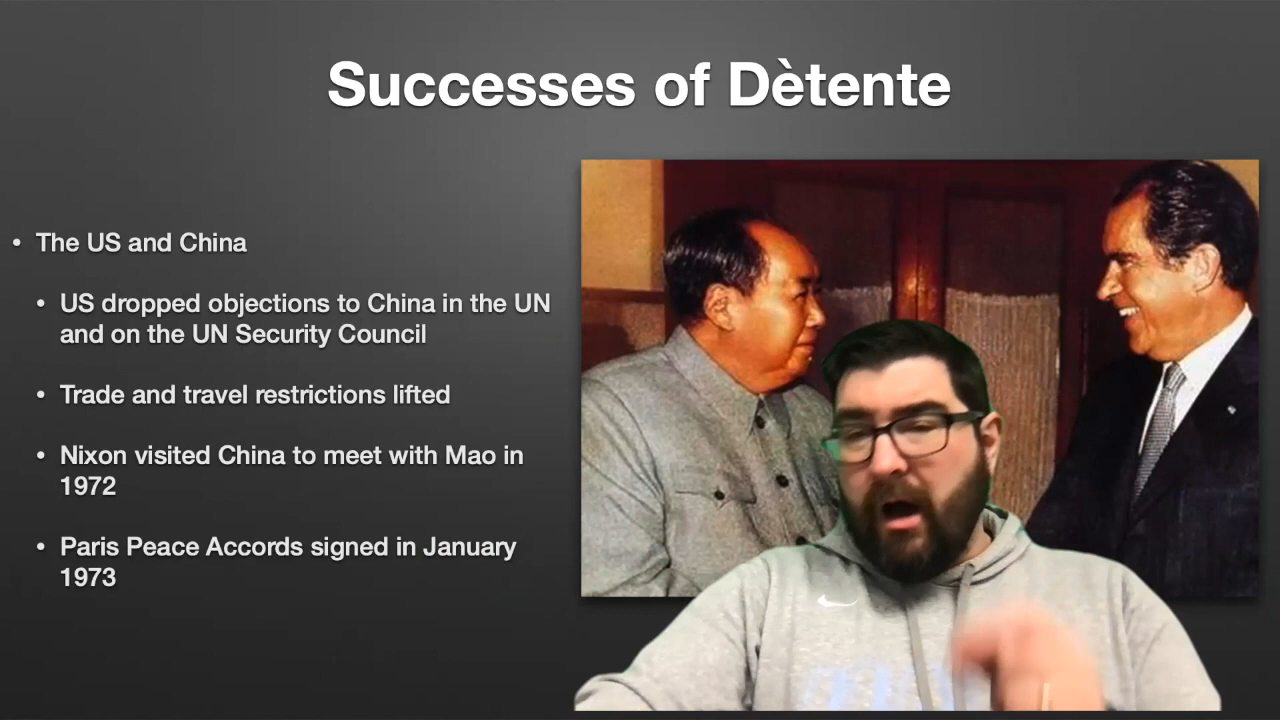 Successes of Dètente
• The US and China
• US dropped objections to China in the UN
and on the UN Security Council
• Trade and travel restrictions lifted
• Nixon visited China to meet with Mao in
1972
• Paris Peace Accords signed in January
1973